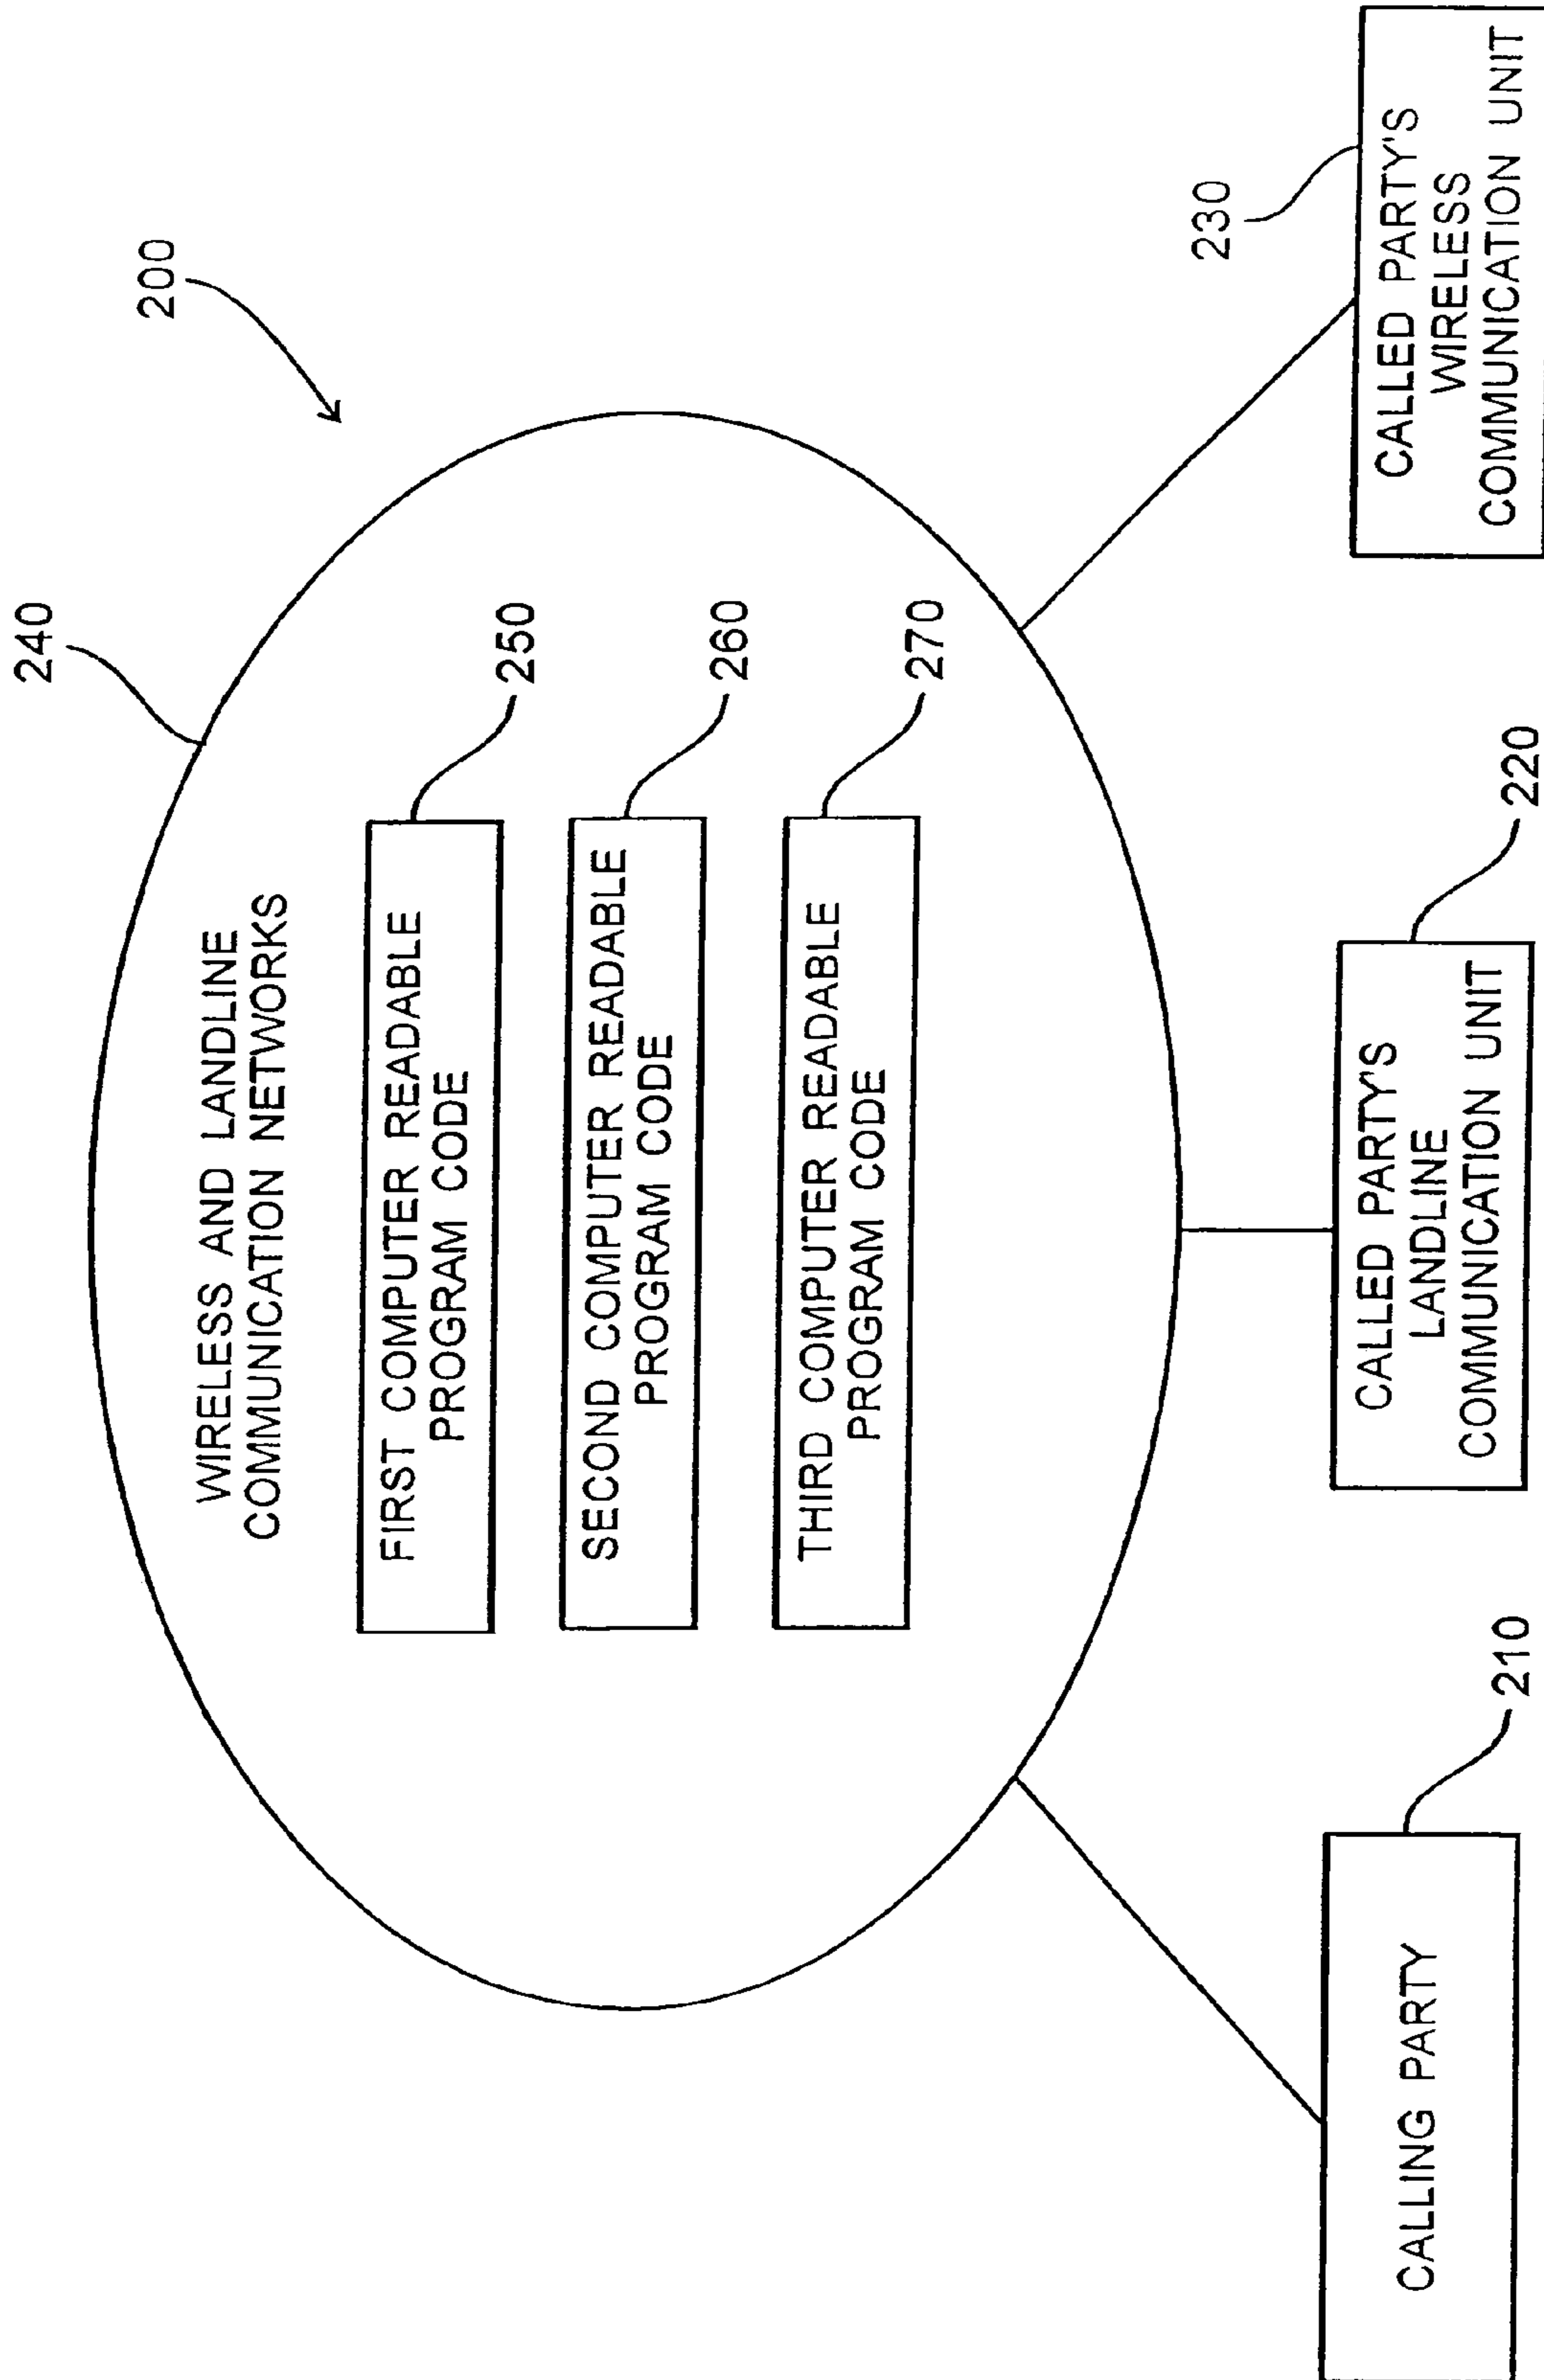 200
240
WIRELESS AND LANDLINE
COMMUNICATION NETWORKS
FIRST COMPUTER READABLE
PROGRAM CODE
250
SECOND COMPUTER READABLE
PROGRAM CODE
260
THIRD COMPUTER READABLE
PROGRAM CODE
270
CALLING PARTY
210
CALLED PARTY'S
LANDLINE
COMMUNICATION UNIT
220
CALLED PARTY'S
WIRELESS
COMMUNICATION UNIT
230